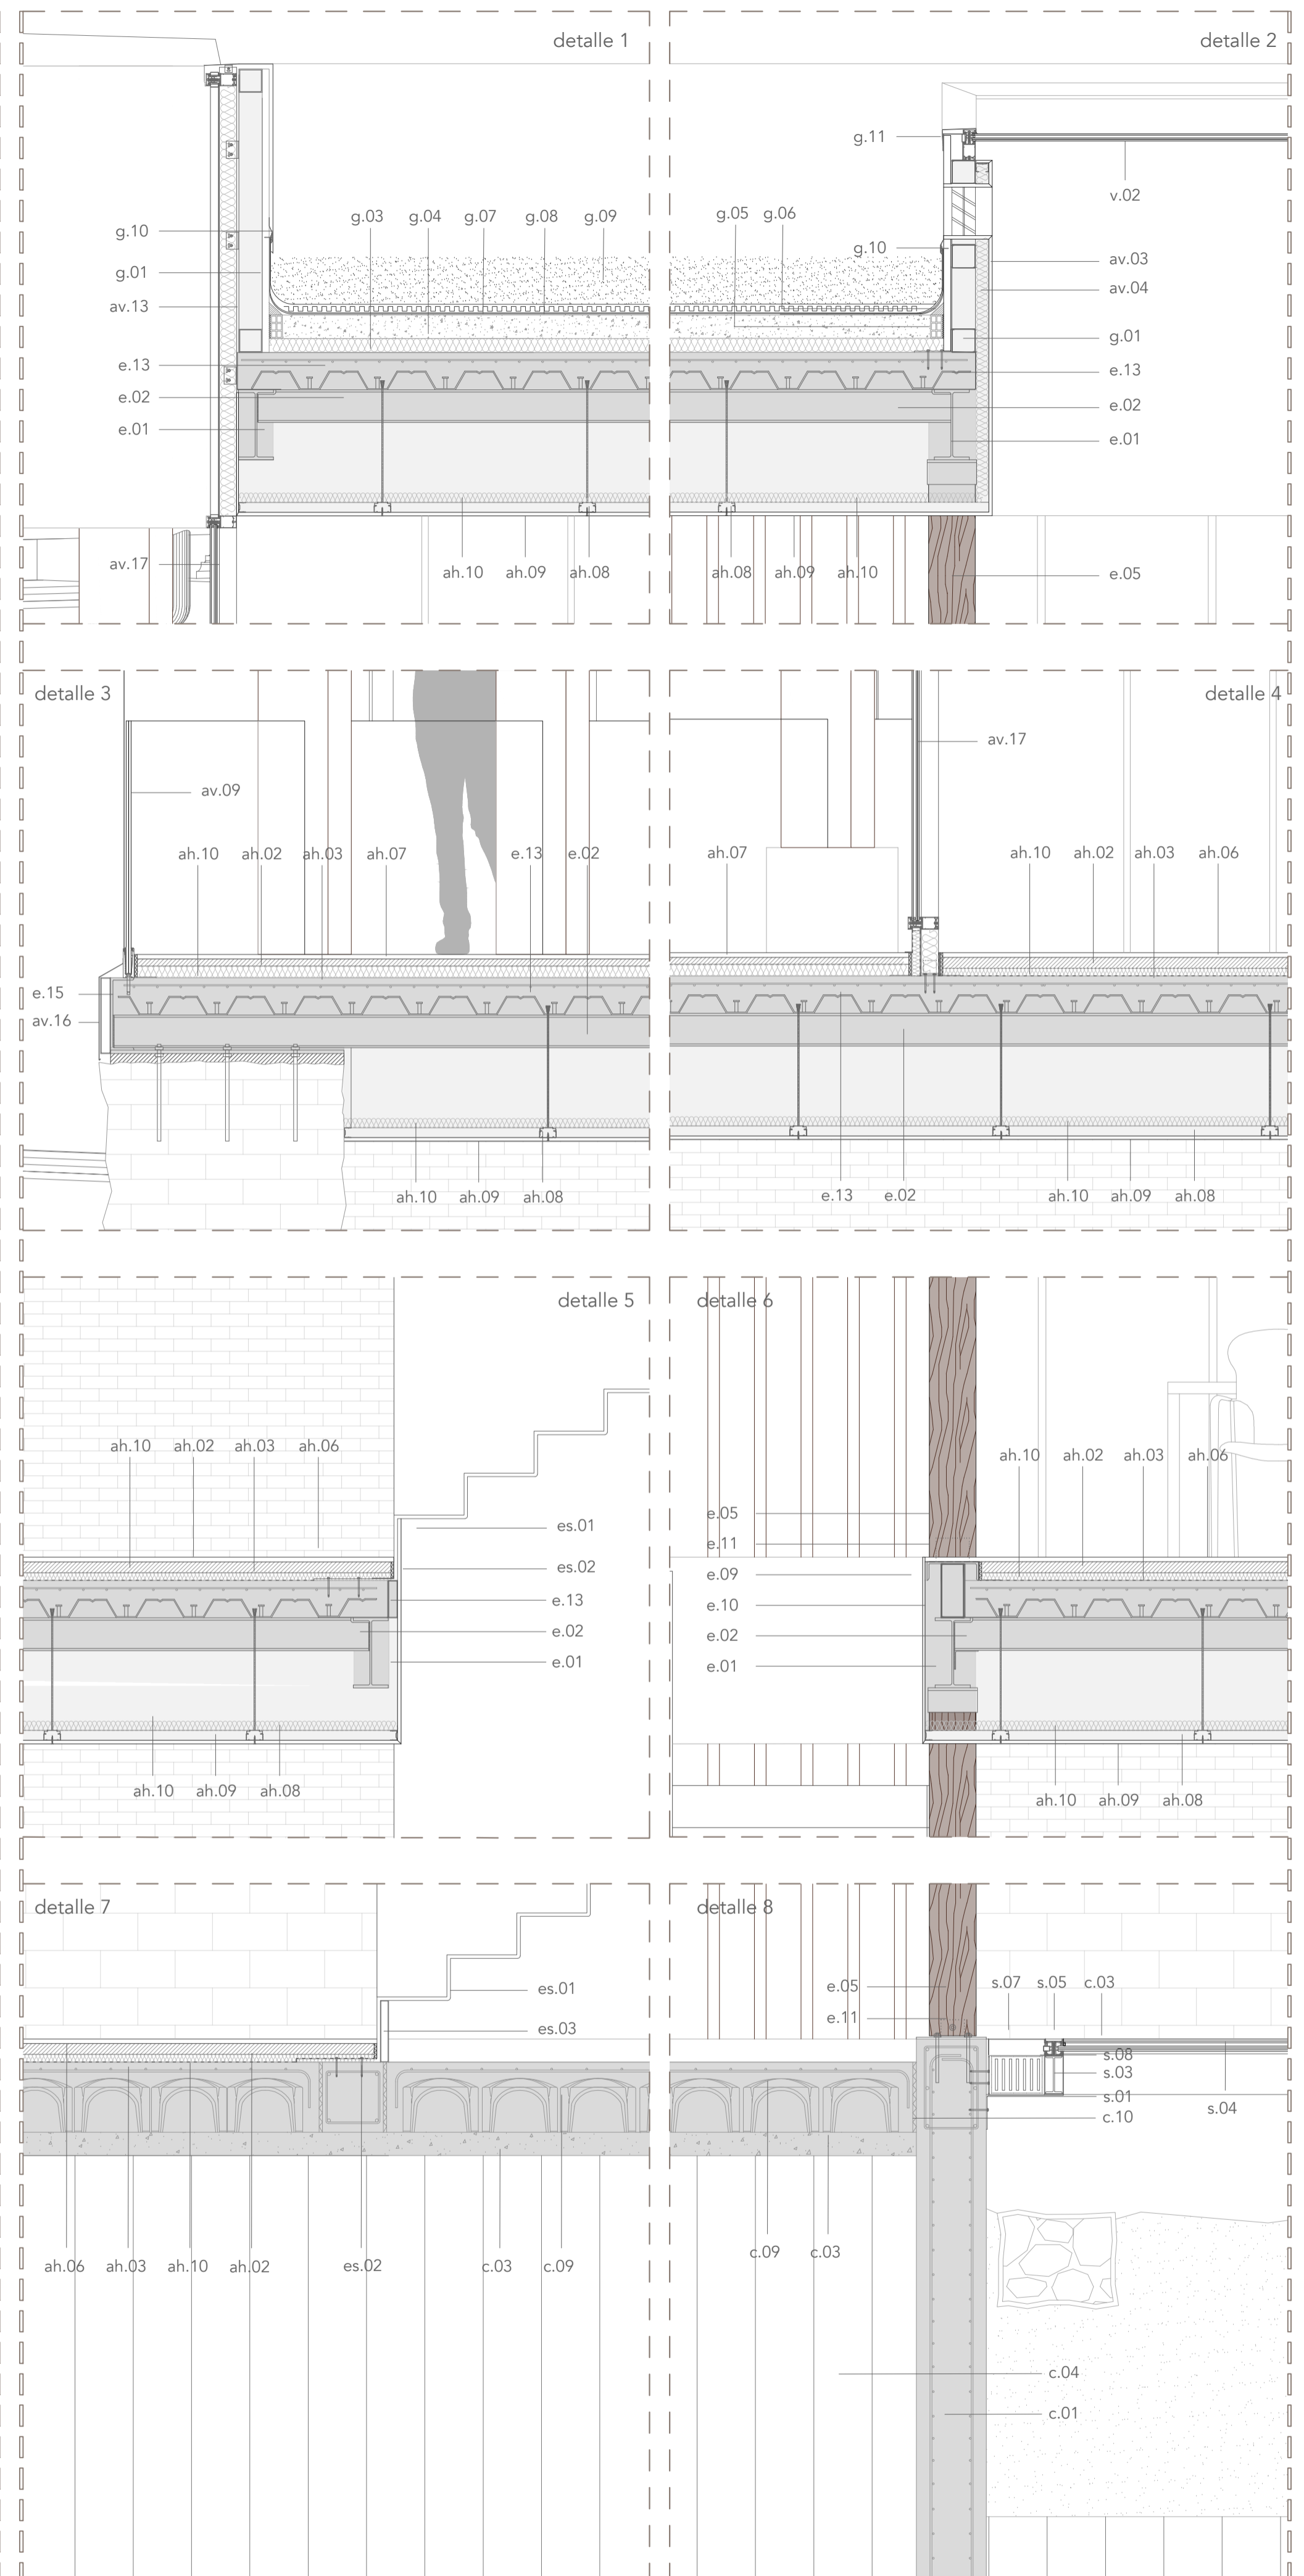 detalle 1
g.10
g.03 g.04 g.07 g.08 g.09
g.01
av.13
e.13
e.02
e.01
av.17
ah.10 ah.09 ah.08
detalle 2
g.11
v.02
g.05 g.06
g.10
av.03
av.04
g.01
e.13
e.02
e.01
ah.08 ah.09 ah.10
e.05
detalle 3
av.09
ah.10 ah.02 ah.03 ah.07 e.13 e.02
e.15
av.16
ah.10 ah.09 ah.08
detalle 4
av.17
ah.07 ah.10 ah.02 ah.03 ah.06
e.13 e.02 ah.10 ah.09 ah.08
detalle 5
ah.10 ah.02 ah.03 ah.06
es.01
es.02
e.13
e.02
e.01
ah.10 ah.09 ah.08
detalle 6
ah.10 ah.02 ah.03 ah.06
e.05
e.11
e.09
e.10
e.02
e.01
ah.10 ah.09 ah.08
detalle 7
es.01
es.03
ah.06 ah.03 ah.10 ah.02 es.02 c.03 c.09
detalle 8
e.05
s.07 s.05 c.03
e.11
s.08
s.03
s.01
s.04
c.10
c.09 c.03
c.04
c.01